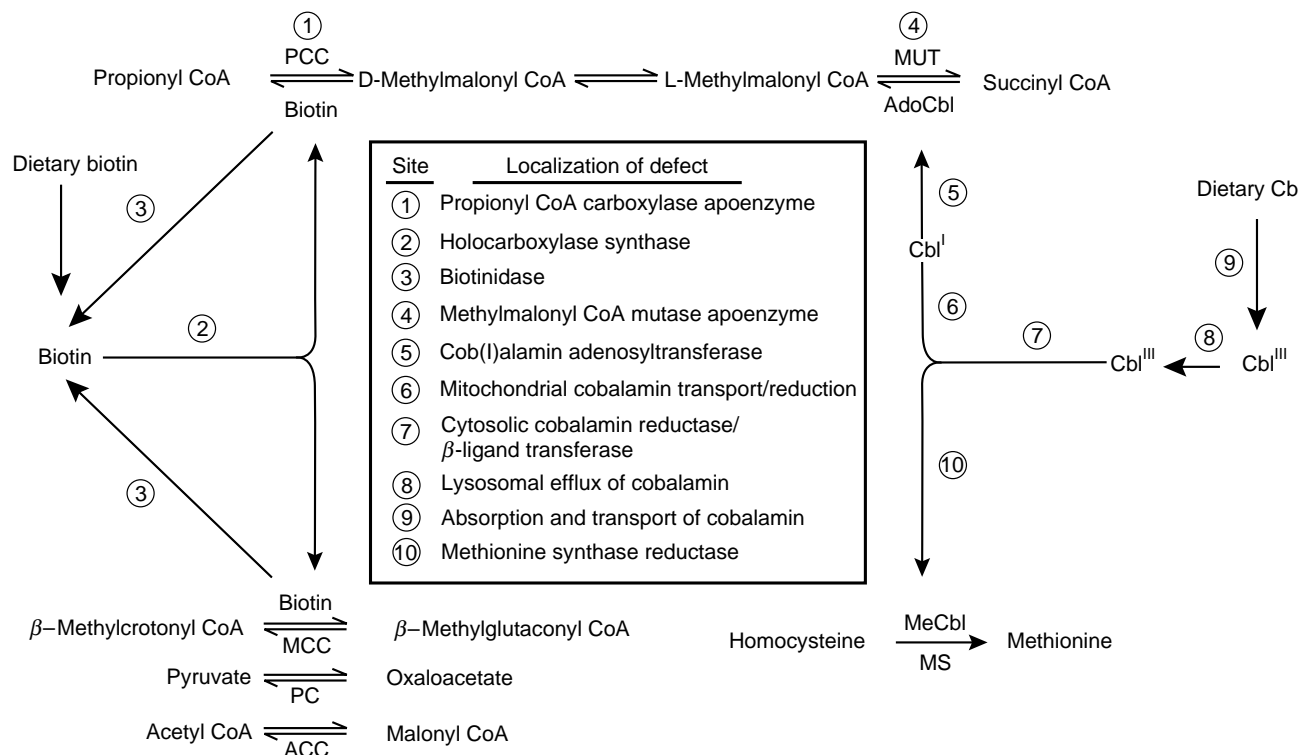 ① ④
PCC MUT
Propionyl CoA D-Methylmalonyl CoA L-Methylmalonyl CoA Succinyl CoA
Biotin AdoCbl
Dietary biotin
③
Site Localization of defect
① Propionyl CoA carboxylase apoenzyme
② Holocarboxylase synthase
③ Biotinidase
④ Methylmalonyl CoA mutase apoenzyme
⑤ Cob(I)alamin adenosyltransferase
⑥ Mitochondrial cobalamin transport/reduction
⑦ Cytosolic cobalamin reductase/
β-ligand transferase
⑧ Lysosomal efflux of cobalamin
⑨ Absorption and transport of cobalamin
⑩ Methionine synthase reductase
⑤ Dietary Cb
Cbl^I ⑨
⑥
② ⑦ ⑧
Biotin Cbl^III Cbl^III
③ ⑩
Biotin
β–Methylcrotonyl CoA β–Methylglutaconyl CoA
MCC
Pyruvate Oxaloacetate
PC
Acetyl CoA Malonyl CoA
ACC
MeCbl
Homocysteine Methionine
MS